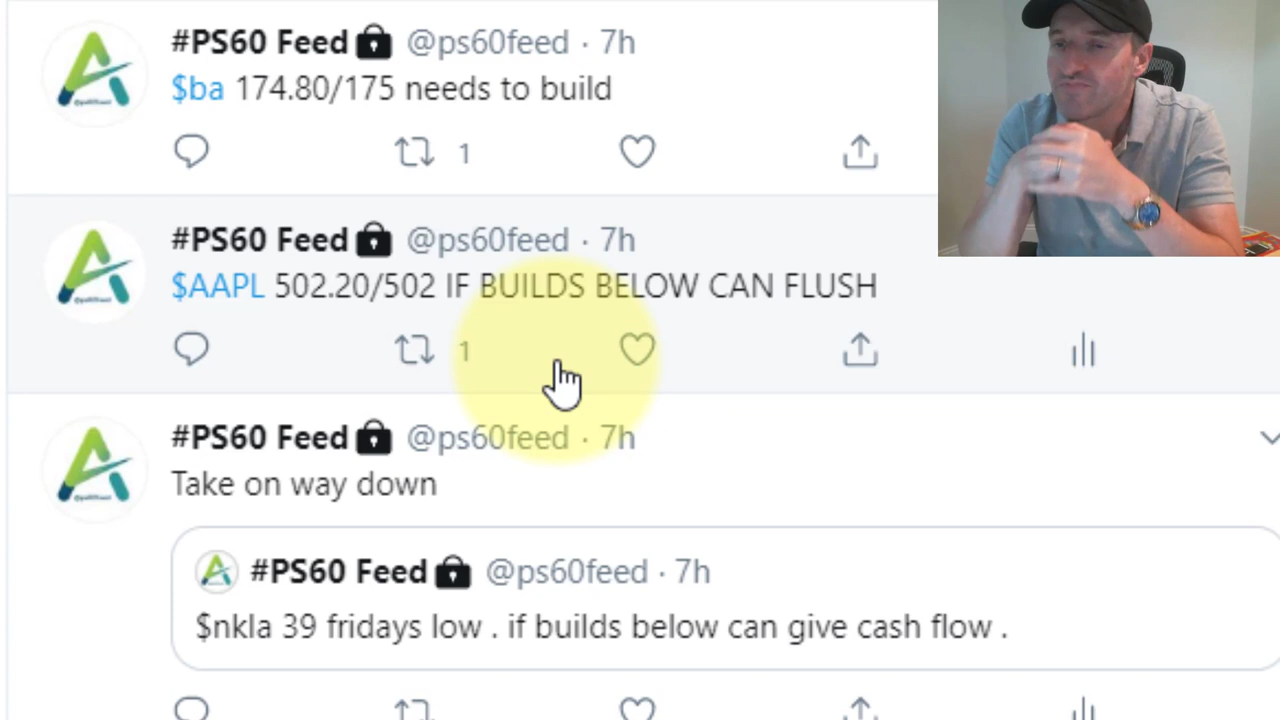 #PS60 Feed @ps60feed · 7h
$ba 174.80/175 needs to build
1
#PS60 Feed @ps60feed · 7h
$AAPL 502.20/502 IF BUILDS BELOW CAN FLUSH
1
#PS60 Feed @ps60feed · 7h
Take on way down
#PS60 Feed @ps60feed · 7h
$nkla 39 fridays low . if builds below can give cash flow .